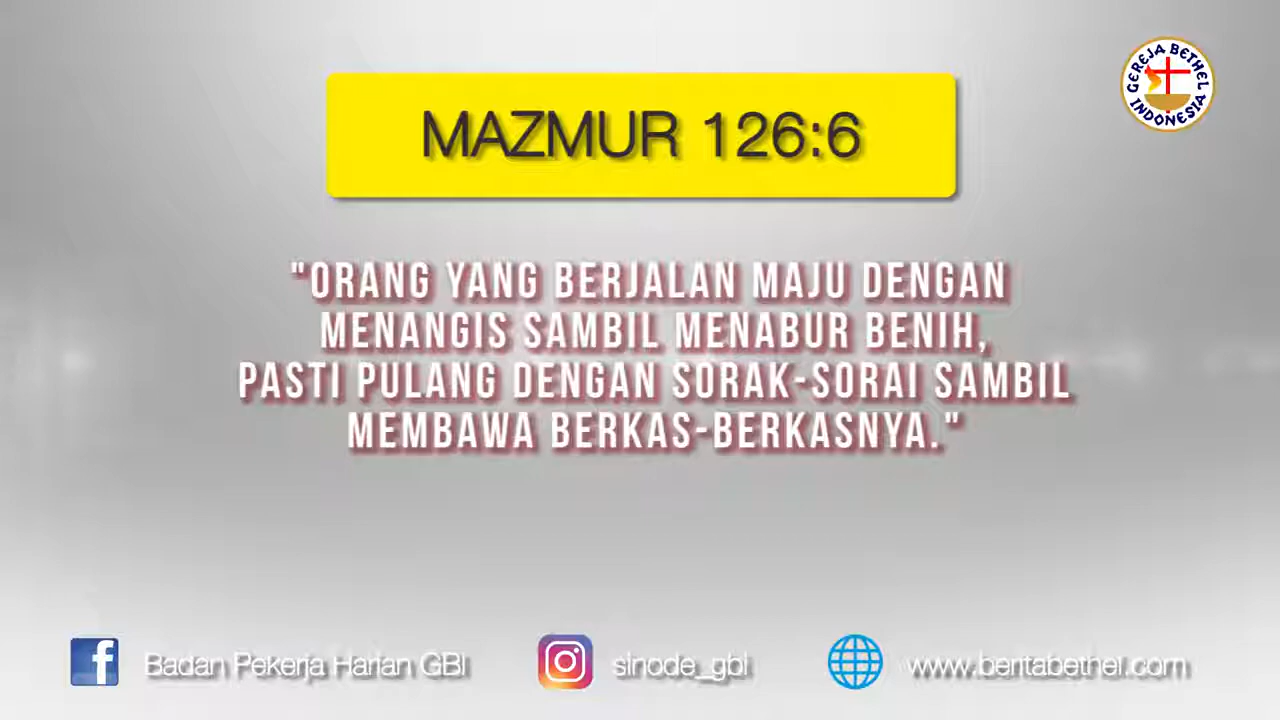 GEREJA BETHEL
INDONESIA
MAZMUR 126:6
"ORANG YANG BERJALAN MAJU DENGAN
MENANGIS SAMBIL MENABUR BENIH,
PASTI PULANG DENGAN SORAK-SORAI SAMBIL
MEMBAWA BERKAS-BERKASNYA."
Badan Pekerja Harian GBI
sinode_gbi
www.beritabethel.com